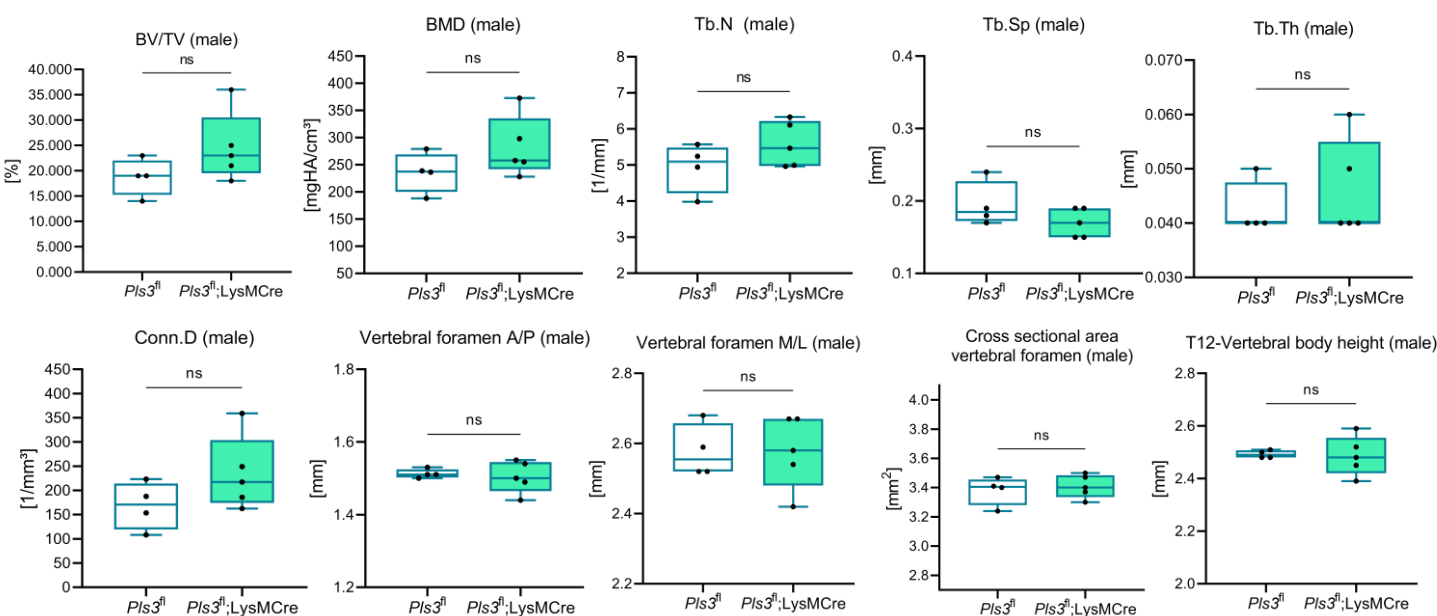 BV/TV (male)
ns
[%]
40.000
35.000
30.000
25.000
20.000
15.000
10.000
5.000
0.000
Pls3fl Pls3fl;LysMCre
BMD (male)
ns
[mgHA/cm³]
450
400
350
300
250
200
150
100
50
Pls3fl Pls3fl;LysMCre
Tb.N (male)
ns
[1/mm]
8
7
6
5
4
3
2
Pls3fl Pls3fl;LysMCre
Tb.Sp (male)
ns
[mm]
0.4
0.3
0.2
0.1
Pls3fl Pls3fl;LysMCre
Tb.Th (male)
ns
[mm]
0.070
0.060
0.050
0.040
0.030
Pls3fl Pls3fl;LysMCre
Conn.D (male)
ns
[1/mm³]
450
400
350
300
250
200
150
100
50
0
Pls3fl Pls3fl;LysMCre
Vertebral foramen A/P (male)
ns
[mm]
1.8
1.6
1.4
1.2
Pls3fl Pls3fl;LysMCre
Vertebral foramen M/L (male)
ns
[mm]
2.8
2.6
2.4
2.2
Pls3fl Pls3fl;LysMCre
Cross sectional area
vertebral foramen (male)
ns
[mm²]
4.0
3.8
3.6
3.4
3.2
3.0
2.8
Pls3fl Pls3fl;LysMCre
T12-Vertebral body height (male)
ns
[mm]
2.8
2.6
2.4
2.2
2.0
Pls3fl Pls3fl;LysMCre